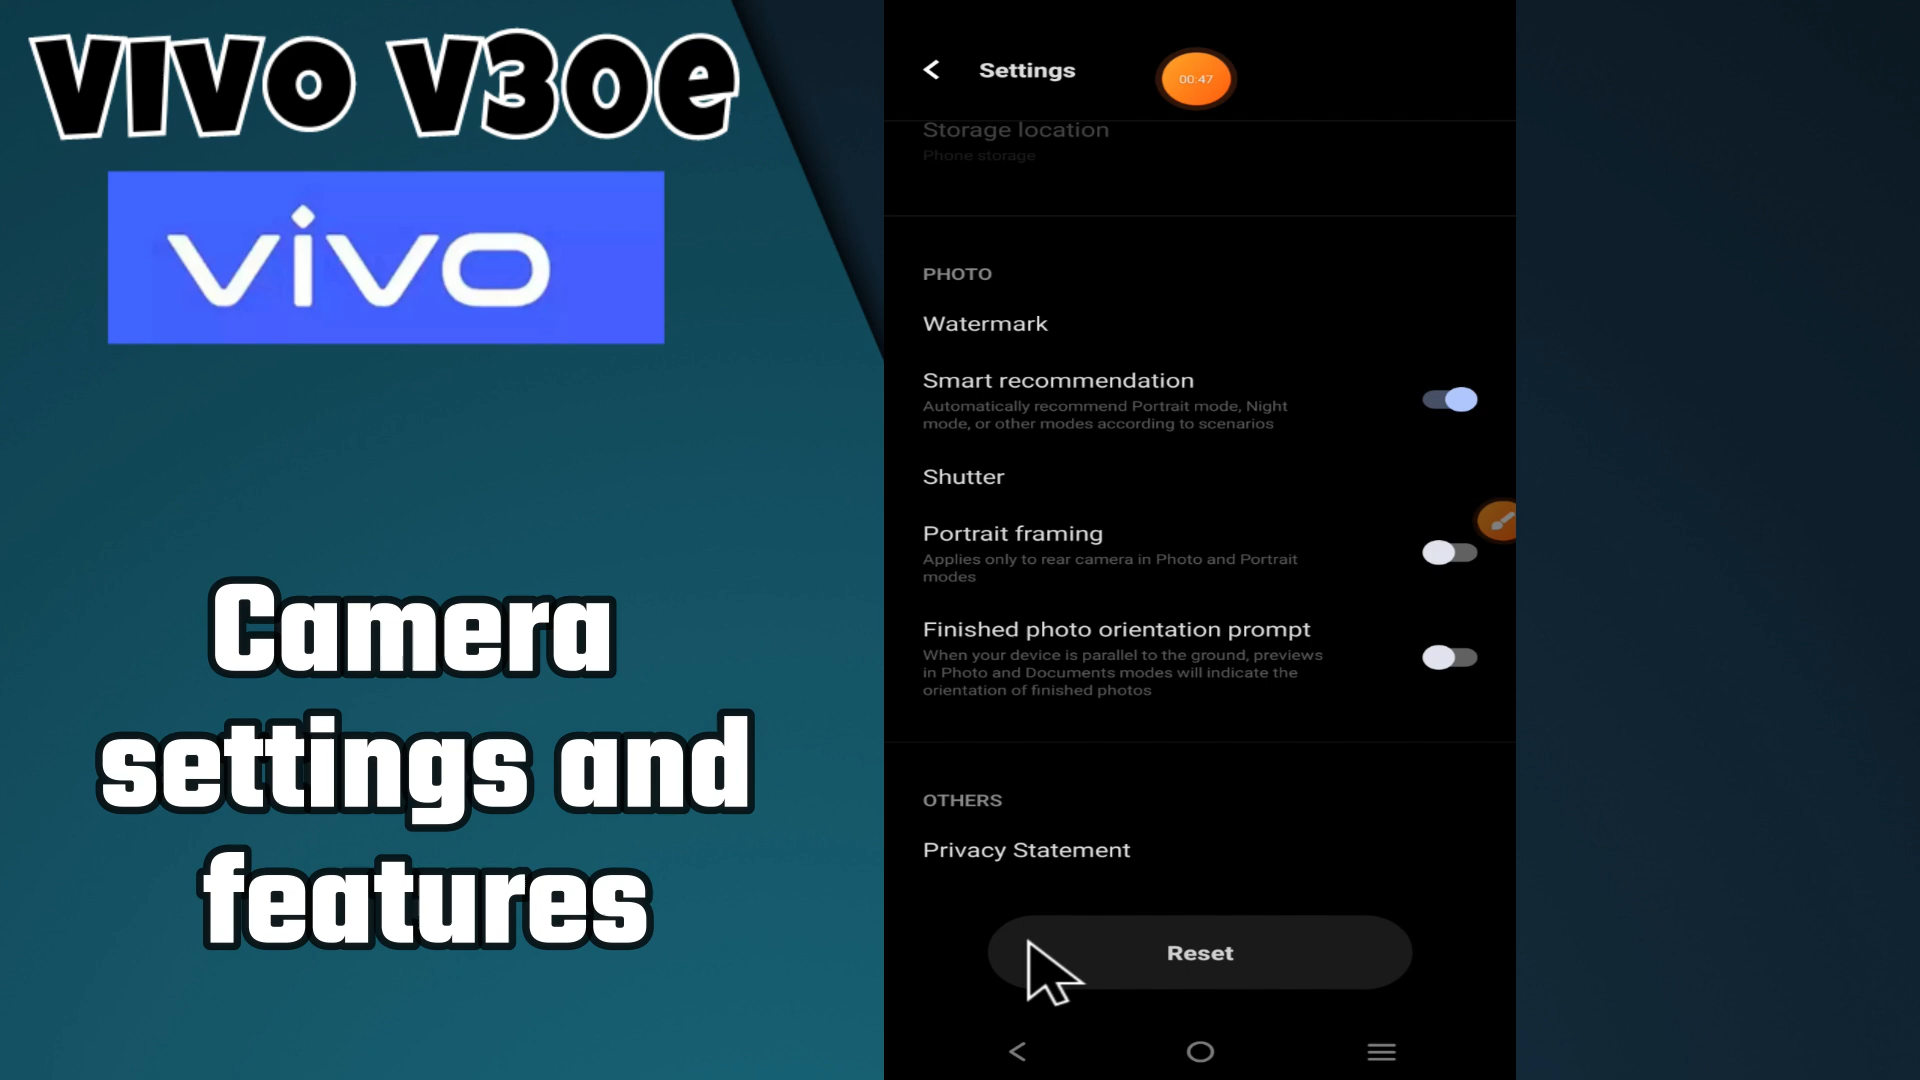 VIVO V30e
vivo
Camera
settings and
features
Settings
00:47
Storage location
Phone storage
PHOTO
Watermark
Smart recommendation
Automatically recommend Portrait mode, Night
mode, or other modes according to scenarios
Shutter
Portrait framing
Applies only to rear camera in Photo and Portrait
modes
Finished photo orientation prompt
When your device is parallel to the ground, previews
in Photo and Documents modes will indicate the
orientation of finished photos
OTHERS
Privacy Statement
Reset